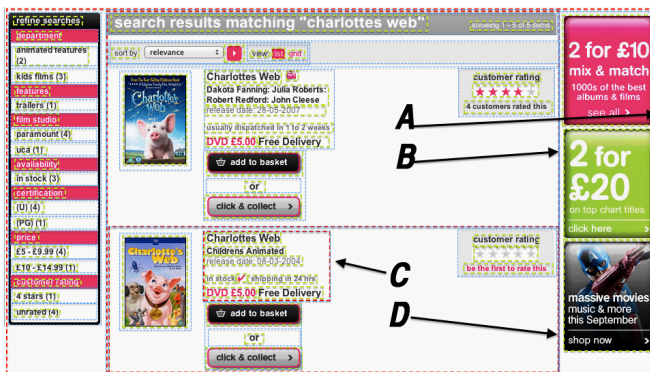 refine searches
department
animated features
(2)
kids films (3)
features
trailers (1)
film studio
paramount (4)
uca (1)
availability
in stock (3)
certification
(U) (4)
(PG) (1)
price
£5 - £9.99 (4)
£10 - £14.99 (1)
customer rating
4 stars (1)
unrated (4)
search results matching "charlottes web"
showing 1 - 5 of 5 items
sort by relevance view: list grid
Charlotte's
Web
Charlottes Web
Dakota Fanning: Julia Roberts:
Robert Redford: John Cleese
release date: 28-05-2007
usually dispatched in 1 to 2 weeks
DVD £5.00 Free Delivery
add to basket
or
click & collect >
customer rating
4 customers rated this
Charlotte's
Web
Charlottes Web
Childrens Animated
release date: 08-03-2004
in stock shipping in 24 hrs
DVD £5.00 Free Delivery
add to basket
or
click & collect >
customer rating
be the first to rate this
2 for £10
mix & match
1000s of the best
albums & films
see all >
2 for
£20
on top chart titles
click here >
massive movies
music & more
this September
shop now >
A
B
C
D